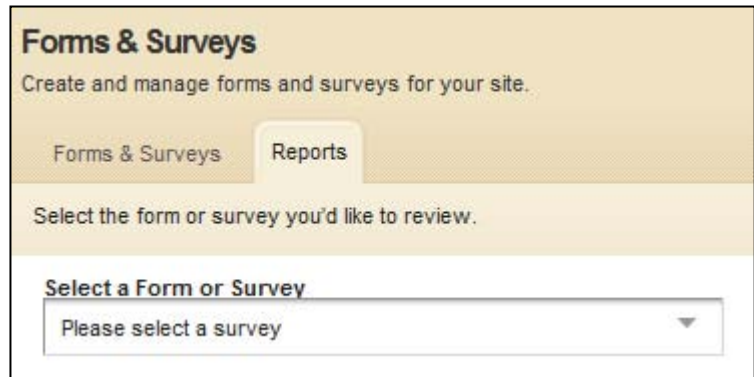 Forms & Surveys
Create and manage forms and surveys for your site.
Forms & Surveys Reports
Select the form or survey you'd like to review.
Select a Form or Survey
Please select a survey